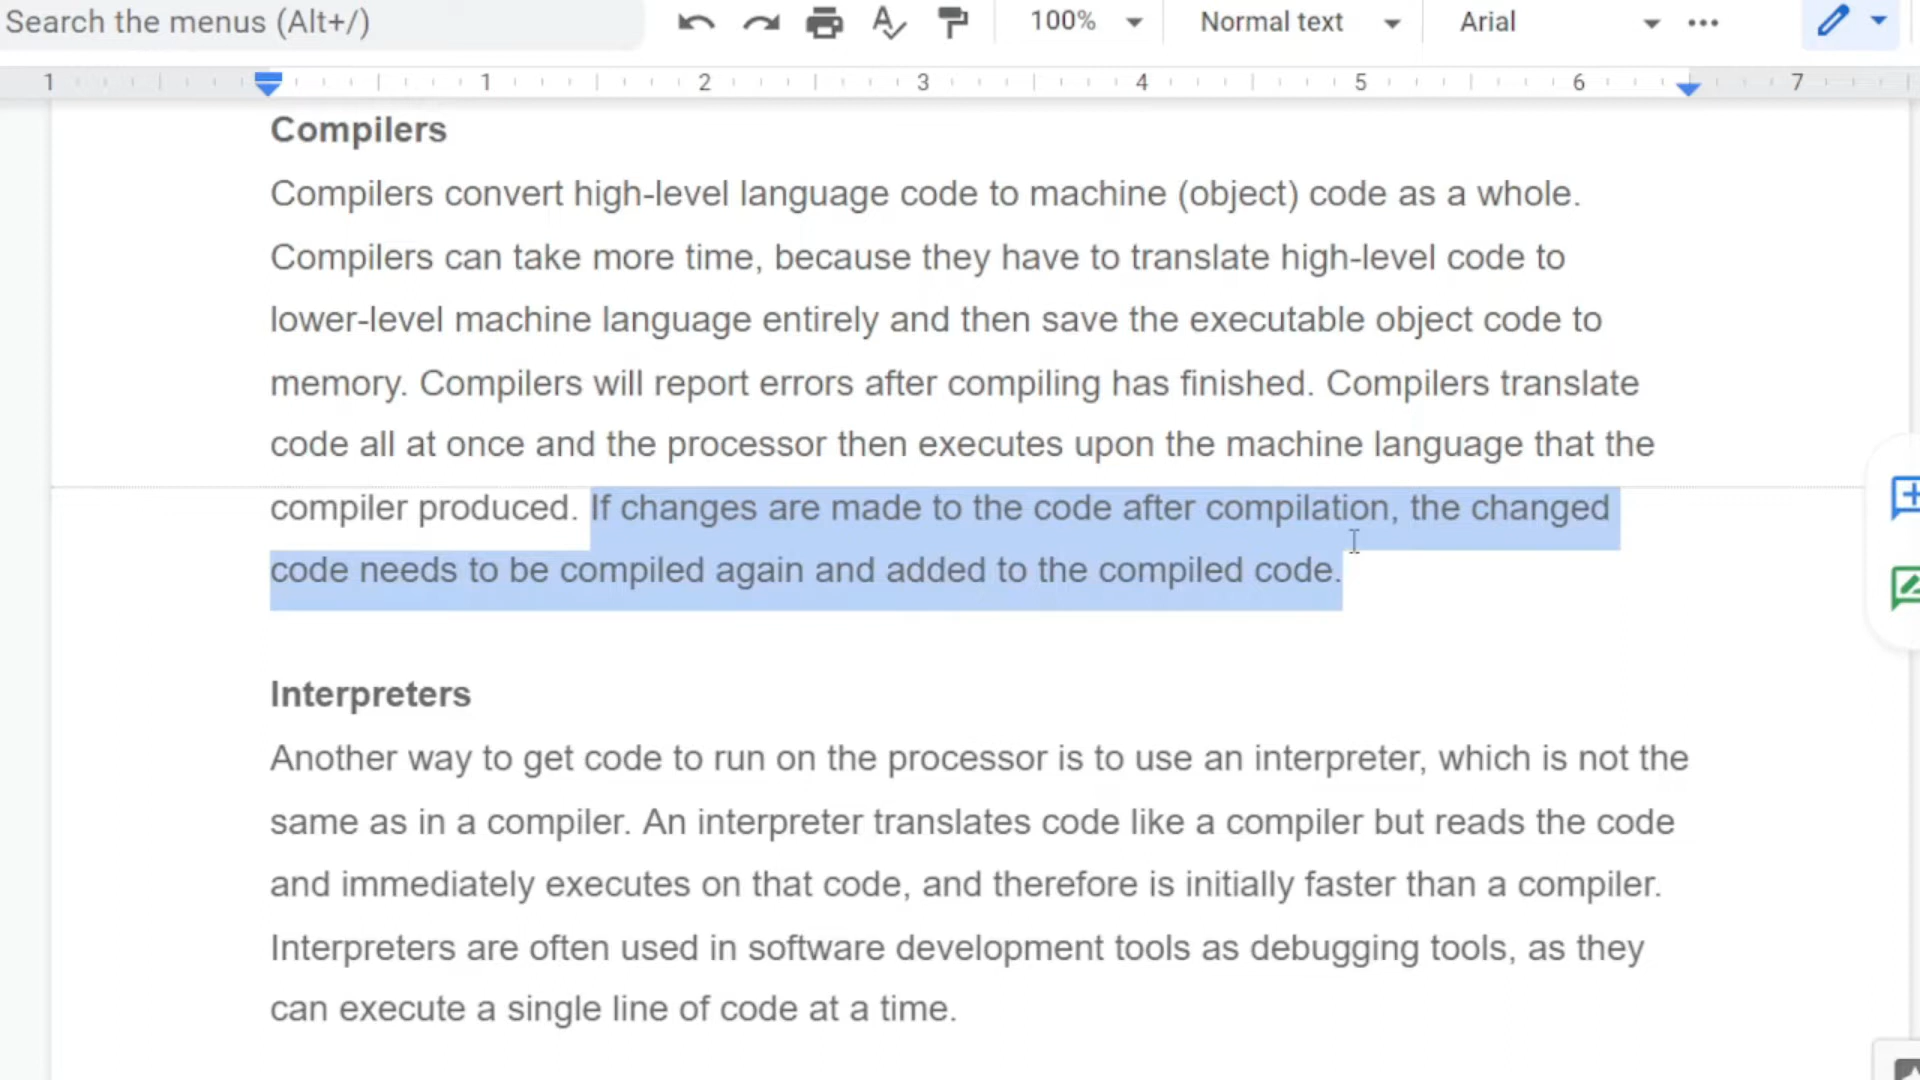 Search the menus (Alt+/)
100%
Normal text
Arial
1 1 2 3 4 5 6 7
Compilers
Compilers convert high-level language code to machine (object) code as a whole.
Compilers can take more time, because they have to translate high-level code to
lower-level machine language entirely and then save the executable object code to
memory. Compilers will report errors after compiling has finished. Compilers translate
code all at once and the processor then executes upon the machine language that the
compiler produced. If changes are made to the code after compilation, the changed
code needs to be compiled again and added to the compiled code.
Interpreters
Another way to get code to run on the processor is to use an interpreter, which is not the
same as in a compiler. An interpreter translates code like a compiler but reads the code
and immediately executes on that code, and therefore is initially faster than a compiler.
Interpreters are often used in software development tools as debugging tools, as they
can execute a single line of code at a time.